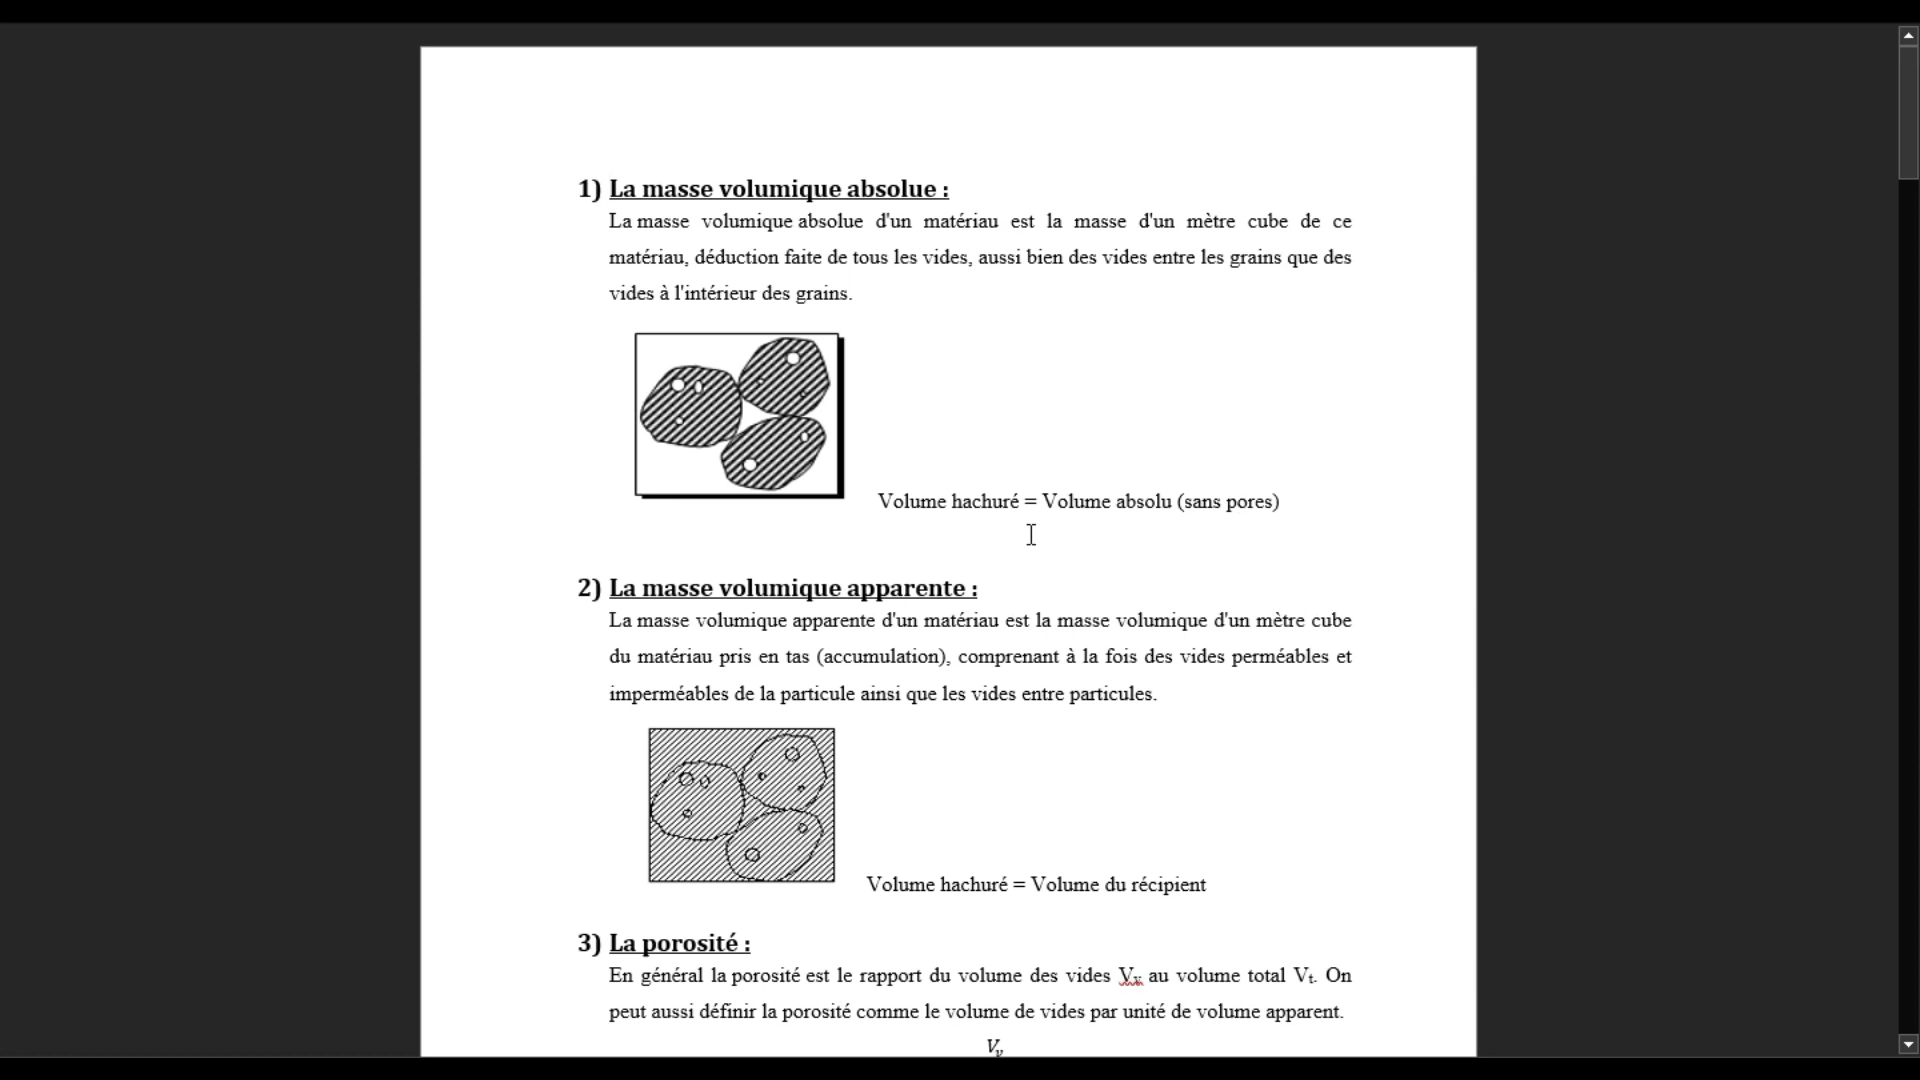 1) La masse volumique absolue :
La masse volumique absolue d'un matériau est la masse d'un mètre cube de ce
matériau, déduction faite de tous les vides, aussi bien des vides entre les grains que des
vides à l'intérieur des grains.
Volume hachuré = Volume absolu (sans pores)
2) La masse volumique apparente :
La masse volumique apparente d'un matériau est la masse volumique d'un mètre cube
du matériau pris en tas (accumulation), comprenant à la fois des vides perméables et
imperméables de la particule ainsi que les vides entre particules.
Volume hachuré = Volume du récipient
3) La porosité :
En général la porosité est le rapport du volume des vides Vᵥ au volume total Vₜ. On
peut aussi définir la porosité comme le volume de vides par unité de volume apparent.
Vᵥ